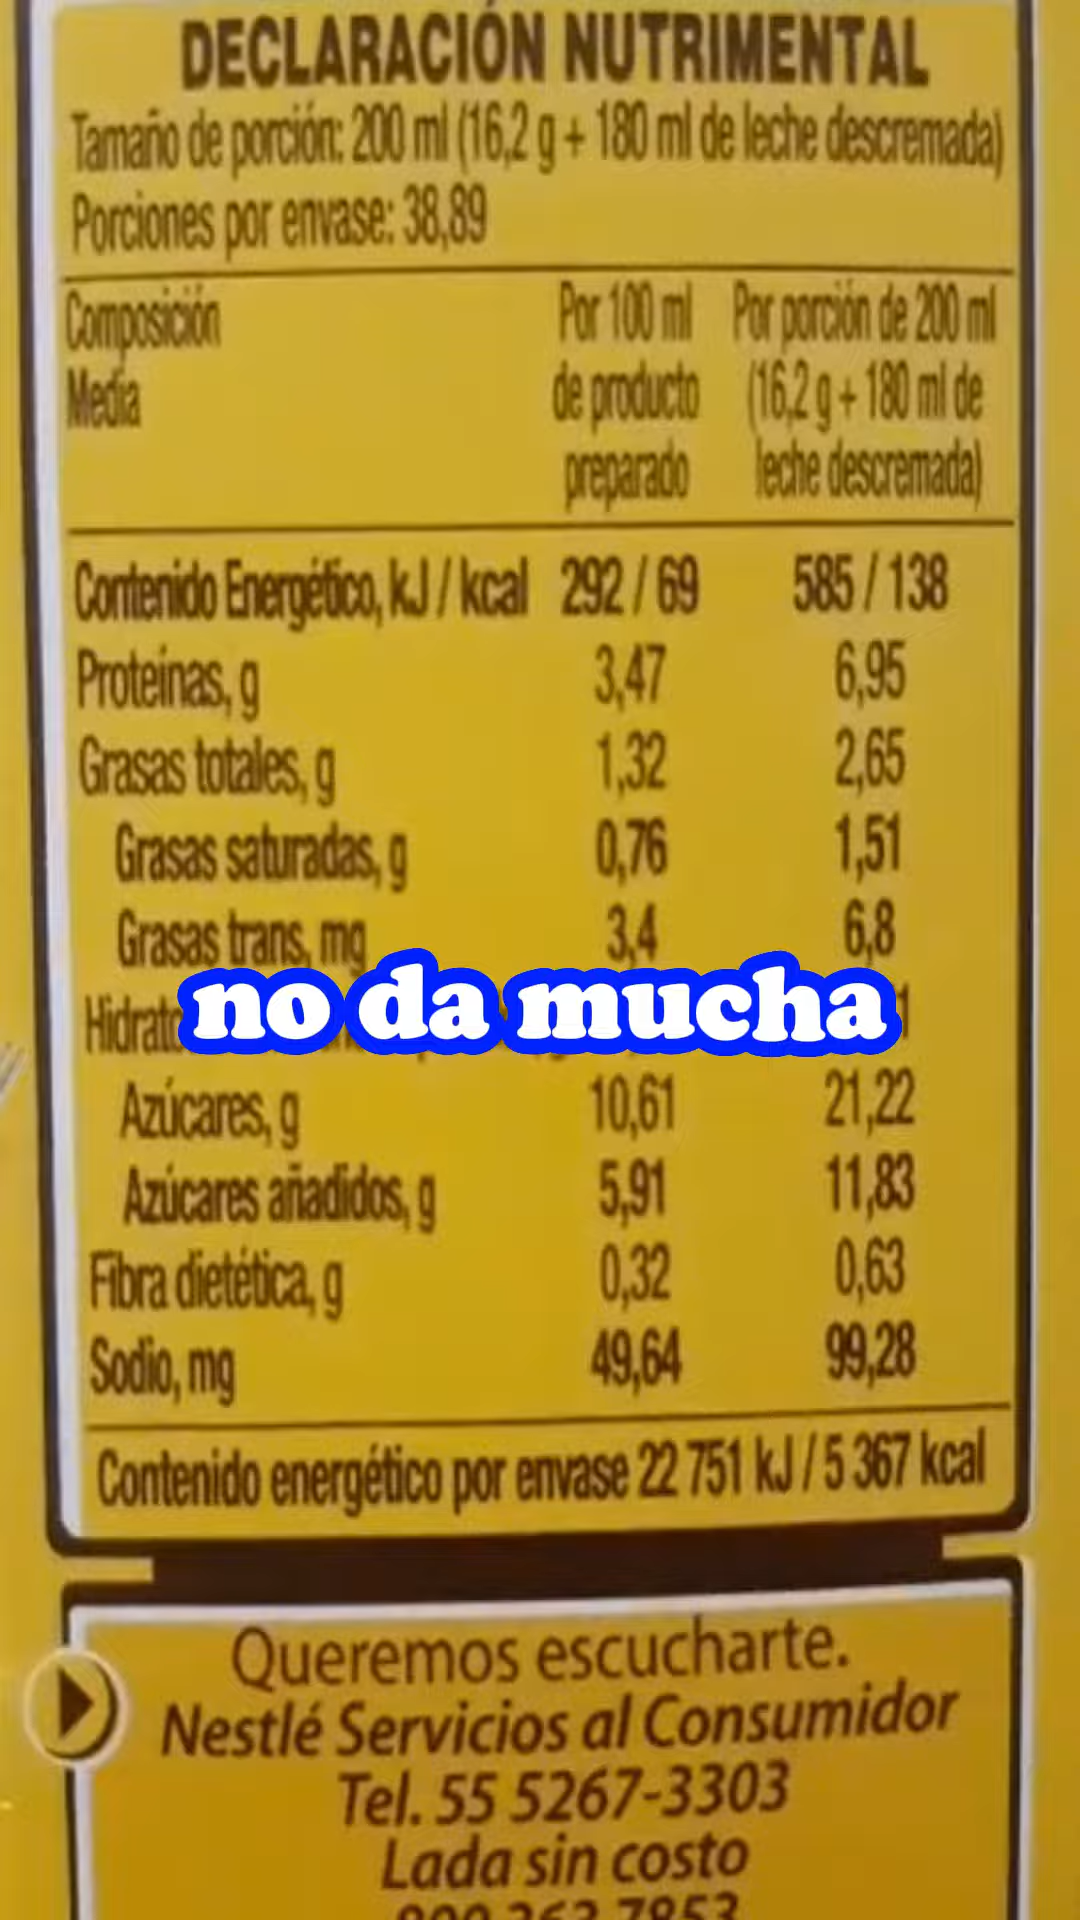 DECLARACIÓN NUTRIMENTAL
Tamaño de porción: 200 ml (16,2 g + 180 ml de leche descremada)
Porciones por envase: 38,89
Composición Media
Por 100 ml de producto preparado
Por porción de 200 ml (16,2 g + 180 ml de leche descremada)
Contenido Energético, kJ / kcal 292 / 69 585 / 138
Proteínas, g 3,47 6,95
Grasas totales, g 1,32 2,65
Grasas saturadas, g 0,76 1,51
Grasas trans, mg 3,4 6,8
no da mucha
Azúcares, g 10,61 21,22
Azúcares añadidos, g 5,91 11,83
Fibra dietética, g 0,32 0,63
Sodio, mg 49,64 99,28
Contenido energético por envase 22 751 kJ / 5 367 kcal
Queremos escucharte.
Nestlé Servicios al Consumidor
Tel. 55 5267-3303
Lada sin costo